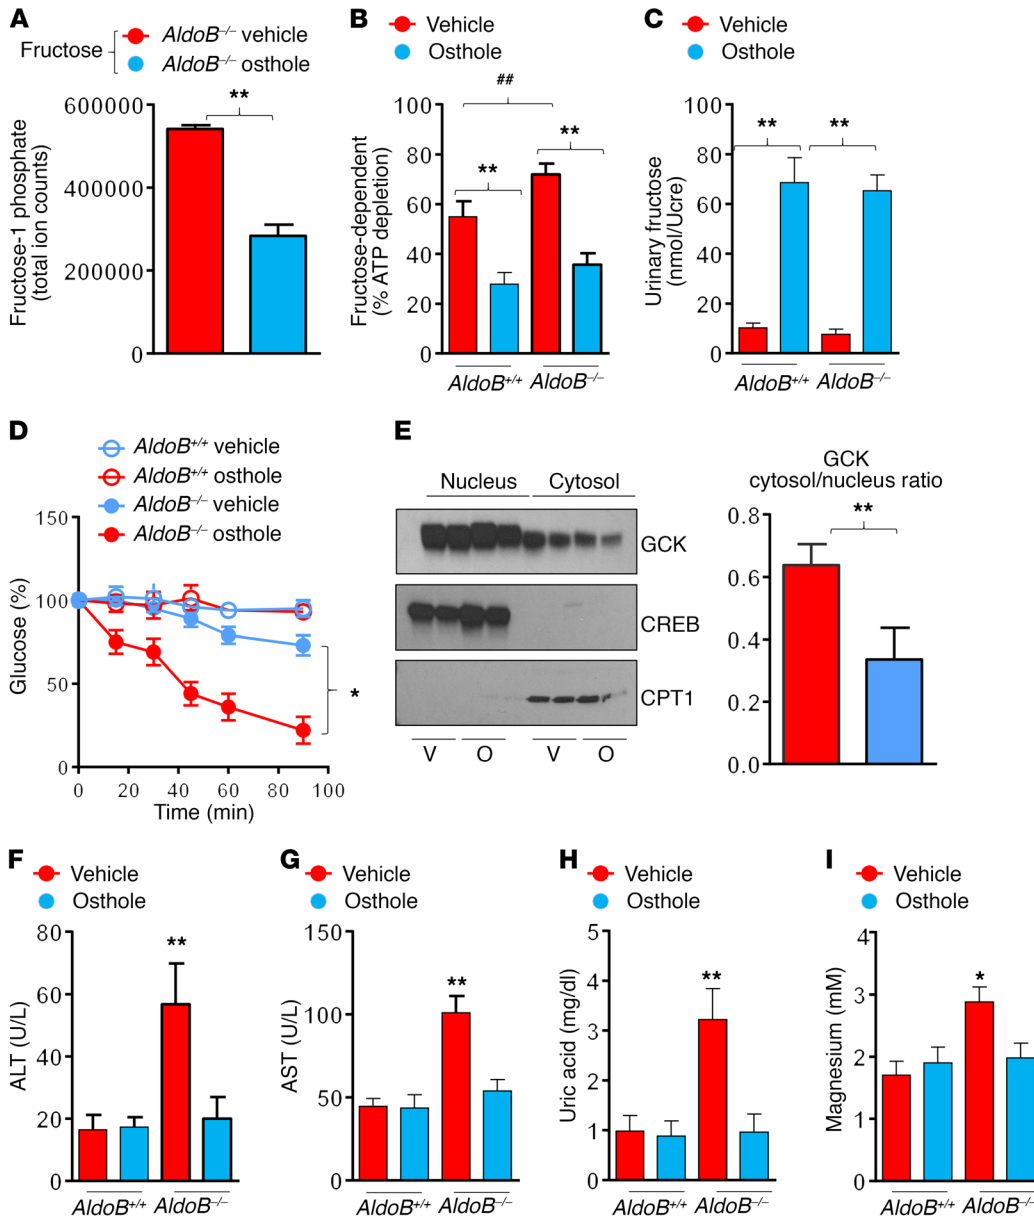 A
Fructose
AldoB–/– vehicle
AldoB–/– osthole
Fructose-1 phosphate
(total ion counts)
600000
400000
200000
0
**
B
Vehicle
Osthole
Fructose-dependent
(% ATP depletion)
100
80
60
40
20
0
##
**
**
AldoB+/+
AldoB–/–
C
Vehicle
Osthole
Urinary fructose
(nmol/Ucre)
100
80
60
40
20
0
**
**
AldoB+/+
AldoB–/–
D
AldoB+/+ vehicle
AldoB+/+ osthole
AldoB–/– vehicle
AldoB–/– osthole
Glucose (%)
150
100
50
0
*
0 20 40 60 80 100
Time (min)
E
Nucleus Cytosol
GCK
CREB
CPT1
V O V O
GCK
cytosol/nucleus ratio
0.8
0.6
0.4
0.2
0.0
**
F
Vehicle
Osthole
ALT (U/L)
80
60
40
20
0
**
AldoB+/+
AldoB–/–
G
Vehicle
Osthole
AST (U/L)
150
100
50
0
**
AldoB+/+
AldoB–/–
H
Vehicle
Osthole
Uric acid (mg/dl)
5
4
3
2
1
0
**
AldoB+/+
AldoB–/–
I
Vehicle
Osthole
Magnesium (mM)
4
3
2
1
0
*
AldoB+/+
AldoB–/–